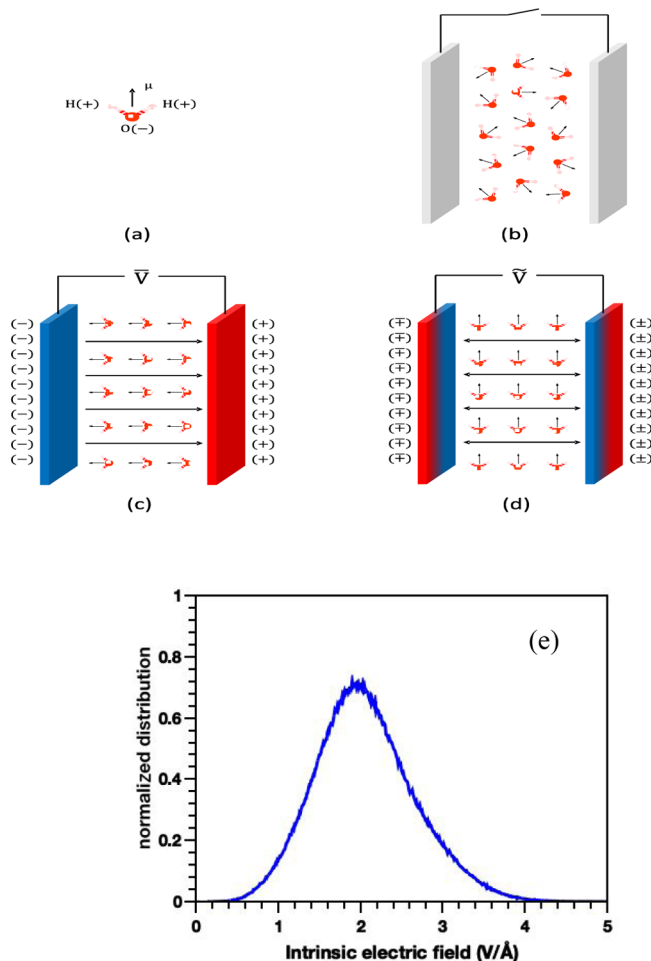 μ
H(+) H(+)
O(−)
(a)
(b)
V̅
(−) (+)
(−) (+)
(−) (+)
(−) (+)
(−) (+)
(−) (+)
(−) (+)
(−) (+)
(−) (+)
(−) (+)
(c)
Ṽ
(∓) (±)
(∓) (±)
(∓) (±)
(∓) (±)
(∓) (±)
(∓) (±)
(∓) (±)
(∓) (±)
(∓) (±)
(∓) (±)
(d)
(e)
normalized distribution
1
0.8
0.6
0.4
0.2
0
0 1 2 3 4 5
Intrinsic electric field (V/Å)